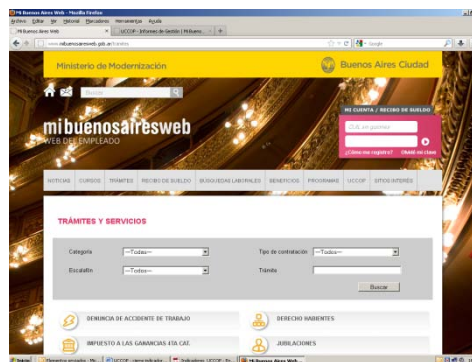 Mi Buenos Aires Web - Mozilla Firefox
Archivo Editar Ver Historial Marcadores Herramientas Ayuda
Mi Buenos Aires Web
UCCOP - Informes de Gestión | Mi Bueno...
www.mibuenosairesweb.gob.ar/tramites
Google
Ministerio de Modernización
Buenos Aires Ciudad
Buscar
MI CUENTA / RECIBO DE SUELDO
mibuenosairesweb
WEB DEL EMPLEADO
CUIL sin guiones
¿Cómo me registro?
Olvidé mi clave
NOTICIAS CURSOS TRÁMITES RECIBO DE SUELDO BÚSQUEDAS LABORALES BENEFICIOS PROGRAMAS UCCOP SITIOS INTERÉS
TRÁMITES Y SERVICIOS
Categoría --Todos-- Tipo de contratación --Todos--
Escalafón --Todos-- Trámite
Buscar
DENUNCIA DE ACCIDENTE DE TRABAJO
DERECHO HABIENTES
IMPUESTO A LAS GANANCIAS 4TA CAT.
JUBILACIONES
Inicio
Mi Buenos Aires Web...